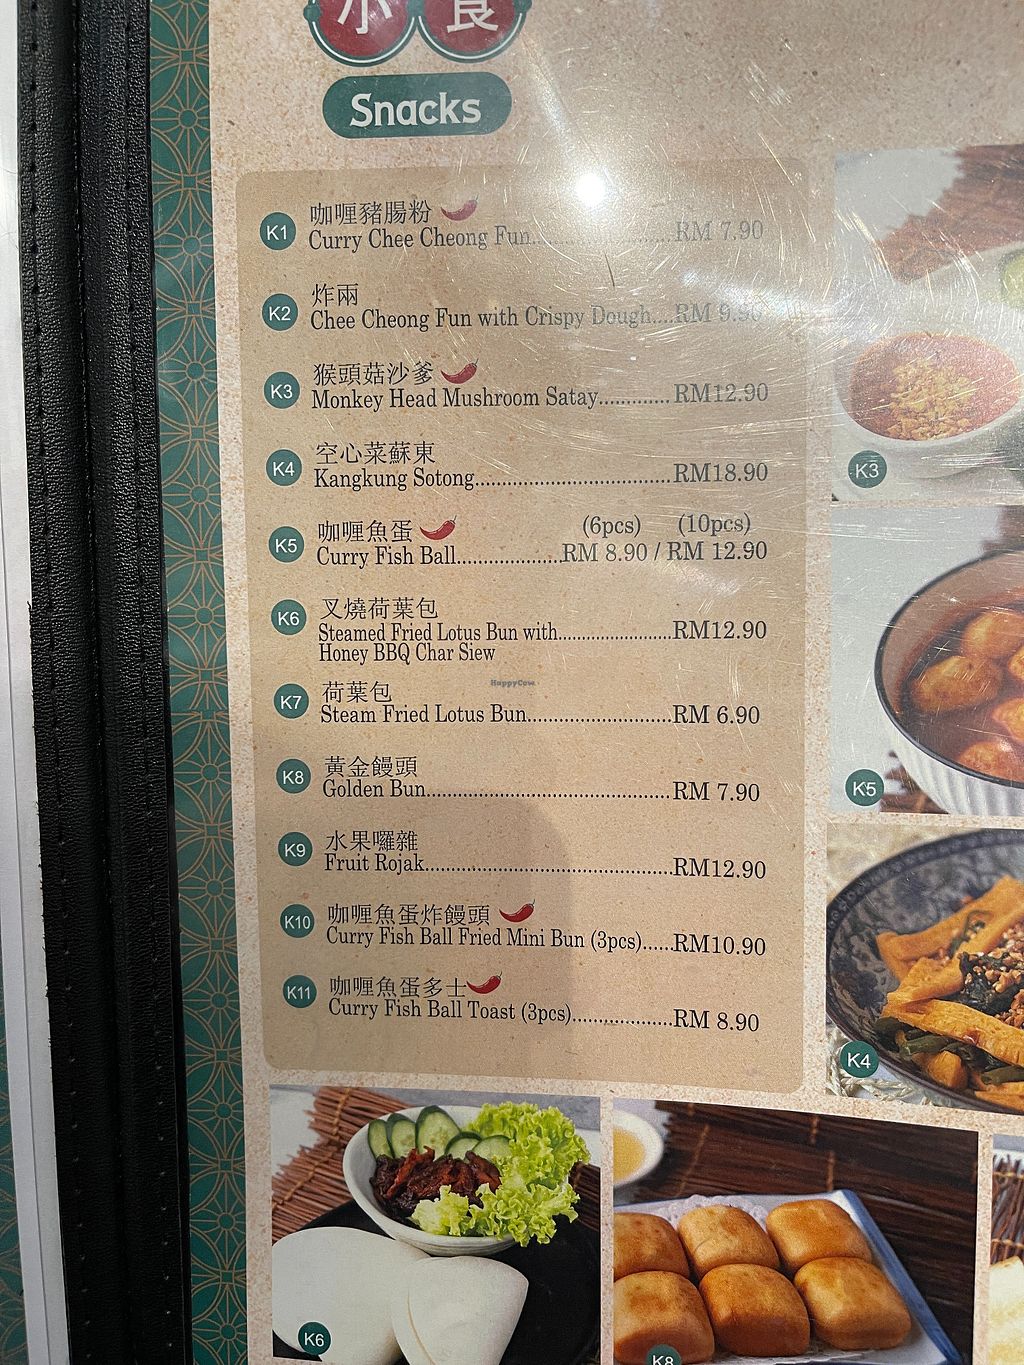 小食
Snacks
K1 咖喱豬腸粉
Curry Chee Cheong Fun..................RM 7.90
K2 炸兩
Chee Cheong Fun with Crispy Dough....RM 9.90
K3 猴頭菇沙爹
Monkey Head Mushroom Satay.............RM12.90
K4 空心菜蘇東
Kangkung Sotong....................................RM18.90
K5 咖喱魚蛋 (6pcs) (10pcs)
Curry Fish Ball....................RM 8.90 / RM 12.90
K6 叉燒荷葉包
Steamed Fried Lotus Bun with.....................RM12.90
Honey BBQ Char Siew
HappyCow
K7 荷葉包
Steam Fried Lotus Bun...........................RM 6.90
K8 黃金饅頭
Golden Bun.............................................RM 7.90
K9 水果囉雜
Fruit Rojak..............................................RM12.90
K10 咖喱魚蛋炸饅頭
Curry Fish Ball Fried Mini Bun (3pcs)......RM10.90
K11 咖喱魚蛋多士
Curry Fish Ball Toast (3pcs)...................RM 8.90
K3
K5
K4
K6
K8